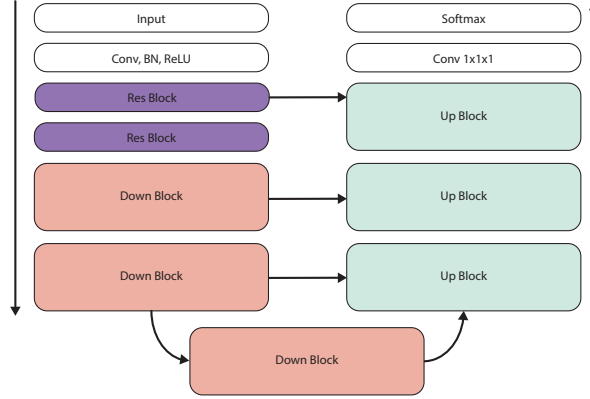 Input
Softmax
Conv, BN, ReLU
Conv 1x1x1
Res Block
Up Block
Res Block
Down Block
Up Block
Down Block
Up Block
Down Block